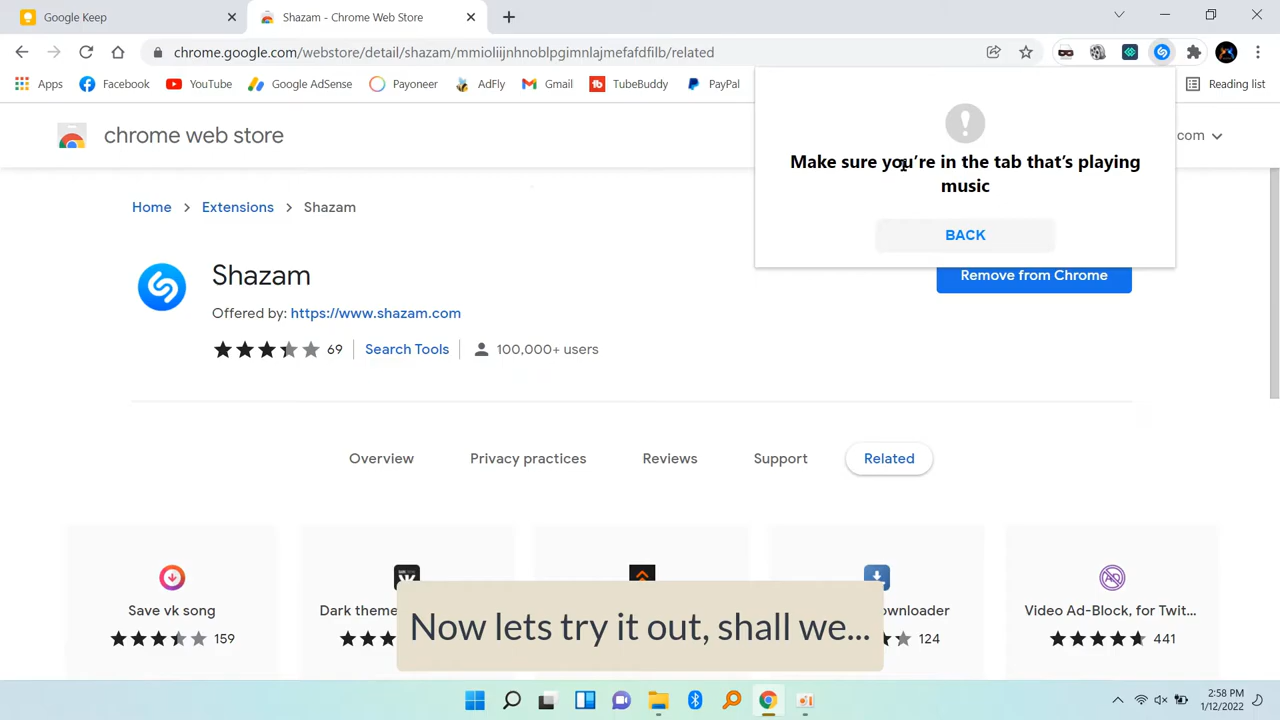 Google Keep
Shazam - Chrome Web Store
chrome.google.com/webstore/detail/shazam/mmioliijnhnoblpgimnlajmefafdfilb/related
Apps
Facebook
YouTube
Google AdSense
Payoneer
AdFly
Gmail
TubeBuddy
PayPal
Reading list
chrome web store
com
Make sure you're in the tab that's playing
music
BACK
Home
Extensions
Shazam
Shazam
Remove from Chrome
Offered by: https://www.shazam.com
69
Search Tools
100,000+ users
Overview
Privacy practices
Reviews
Support
Related
Save vk song
Dark theme
Video Ad-Block, for Twit...
159
124
441
Now lets try it out, shall we...
2:58 PM
1/12/2022